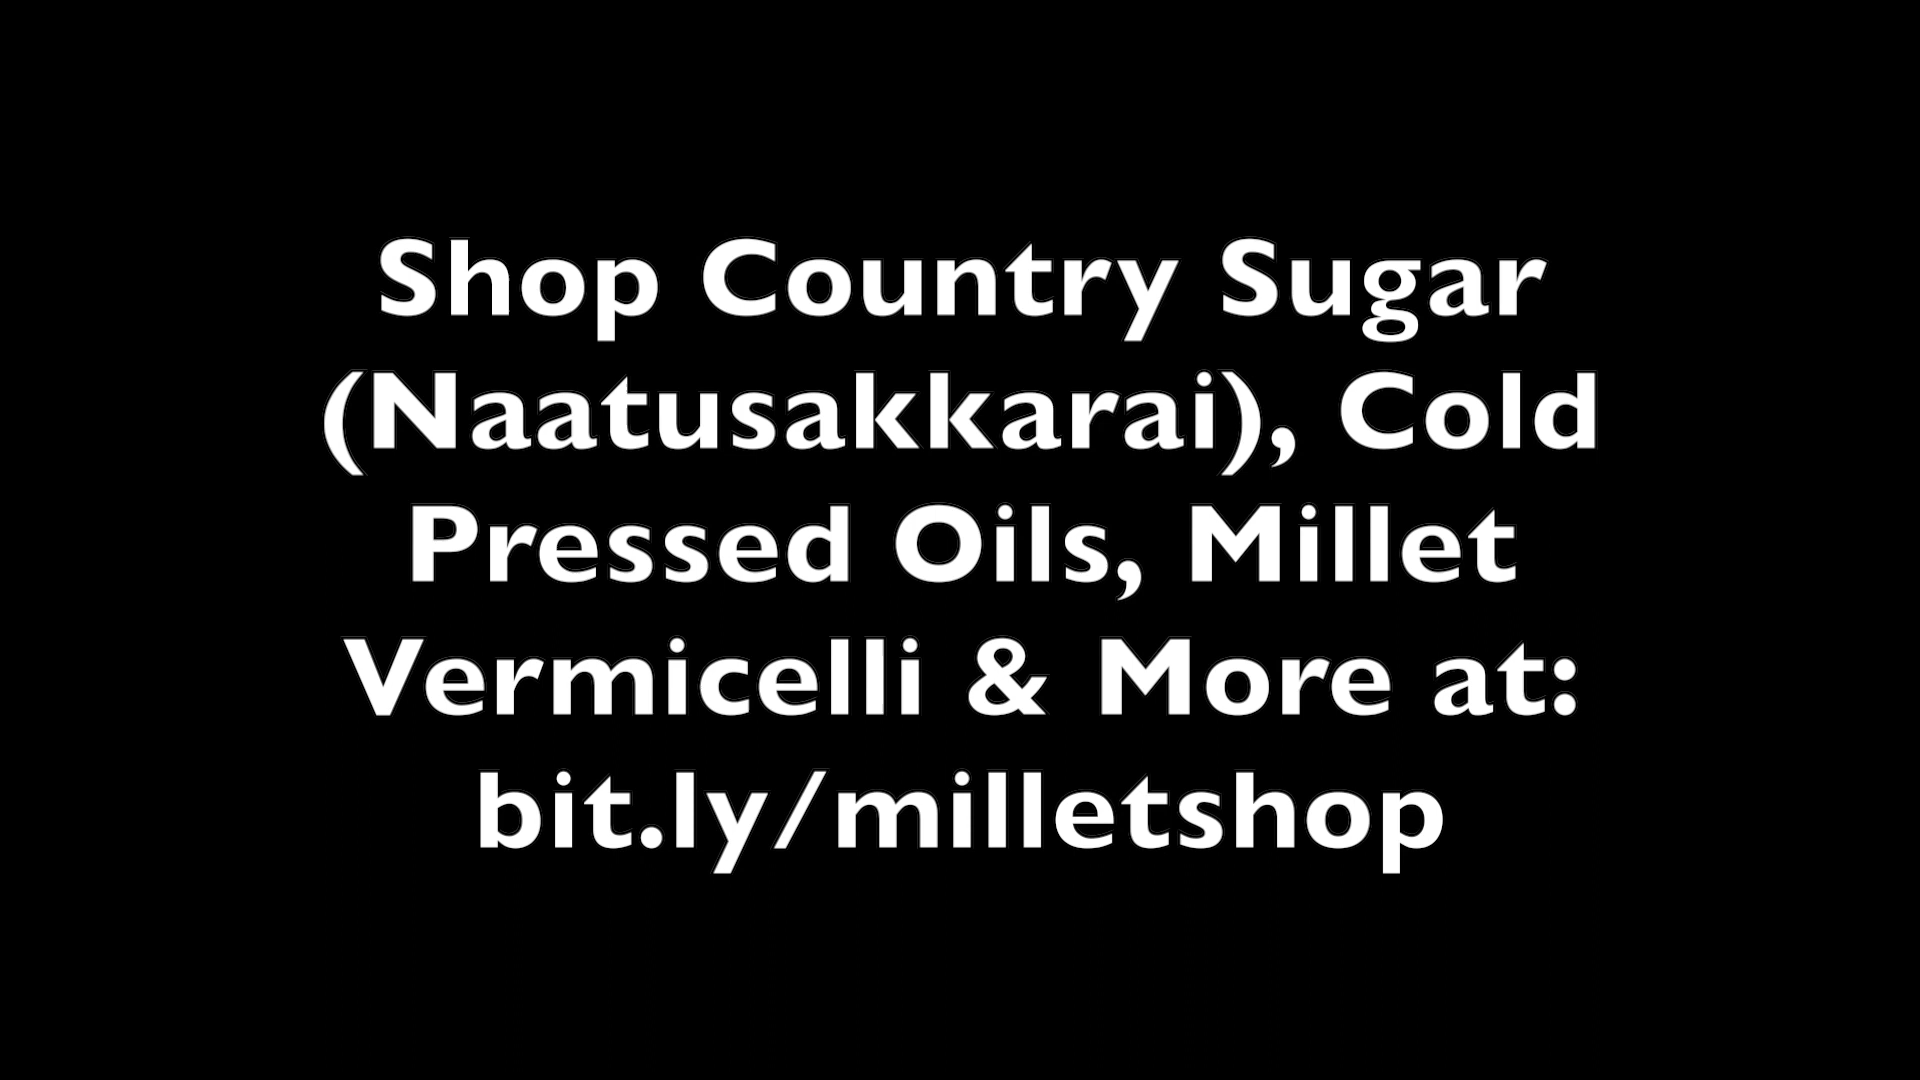 Shop Country Sugar
(Naatusakkarai), Cold
Pressed Oils, Millet
Vermicelli & More at:
bit.ly/milletshop